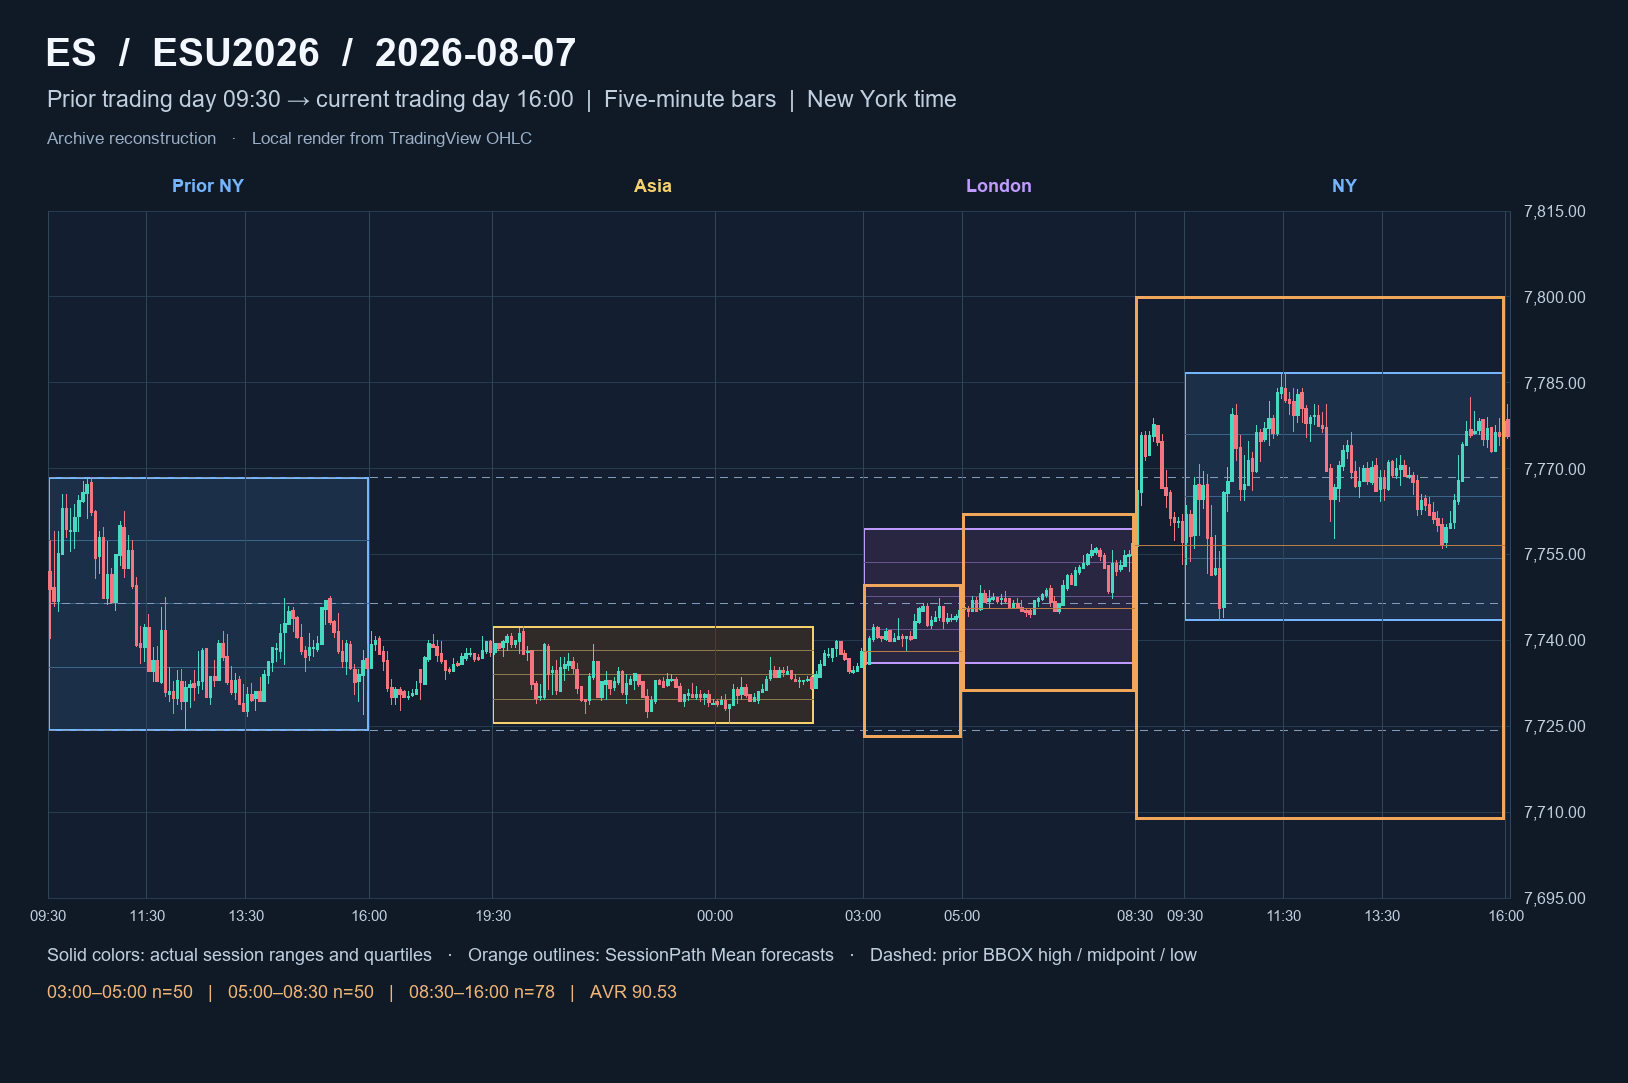 ES / ESU2026 / 2026-08-07
Prior trading day 09:30 → current trading day 16:00 | Five-minute bars | New York time
Archive reconstruction · Local render from TradingView OHLC
Prior NY Asia London NY
7,815.00
7,800.00
7,785.00
7,770.00
7,755.00
7,740.00
7,725.00
7,710.00
7,695.00
09:30 11:30 13:30 16:00 19:30 00:00 03:00 05:00 08:30 09:30 11:30 13:30 16:00
Solid colors: actual session ranges and quartiles · Orange outlines: SessionPath Mean forecasts · Dashed: prior BBOX high / midpoint / low
03:00–05:00 n=50 | 05:00–08:30 n=50 | 08:30–16:00 n=78 | AVR 90.53